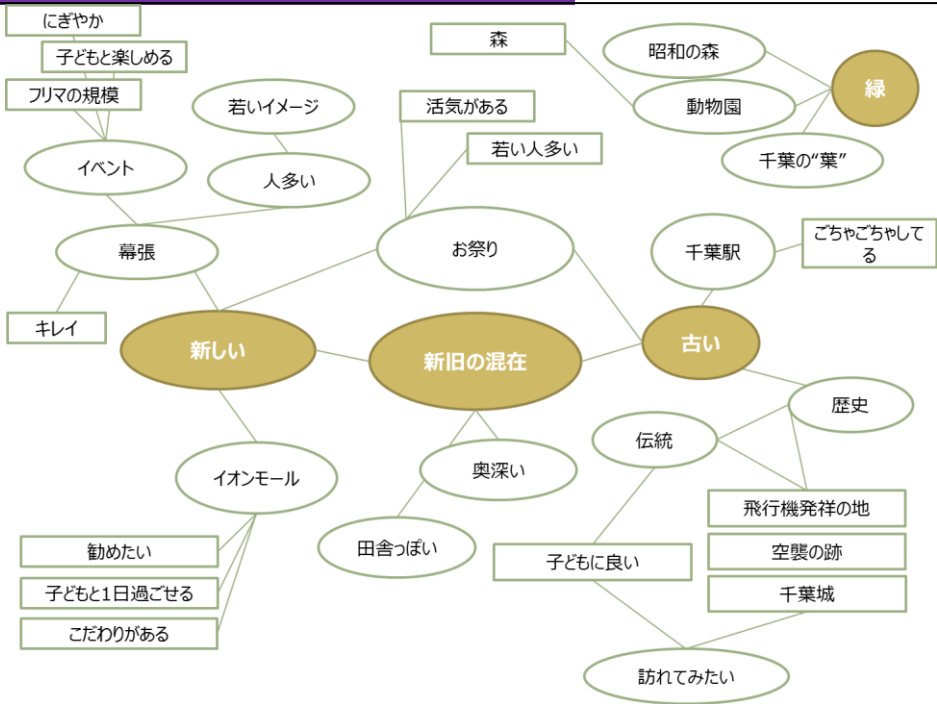 にぎやか
子どもと楽しめる
フリマの規模
イベント
若いイメージ
人多い
幕張
キレイ
森
昭和の森
動物園
緑
千葉の“葉”
活気がある
若い人多い
お祭り
千葉駅
ごちゃごちゃして
る
新しい
新旧の混在
古い
歴史
伝統
奥深い
イオンモール
田舎っぽい
飛行機発祥の地
空襲の跡
千葉城
子どもに良い
勧めたい
子どもと1日過ごせる
こだわりがある
訪れてみたい